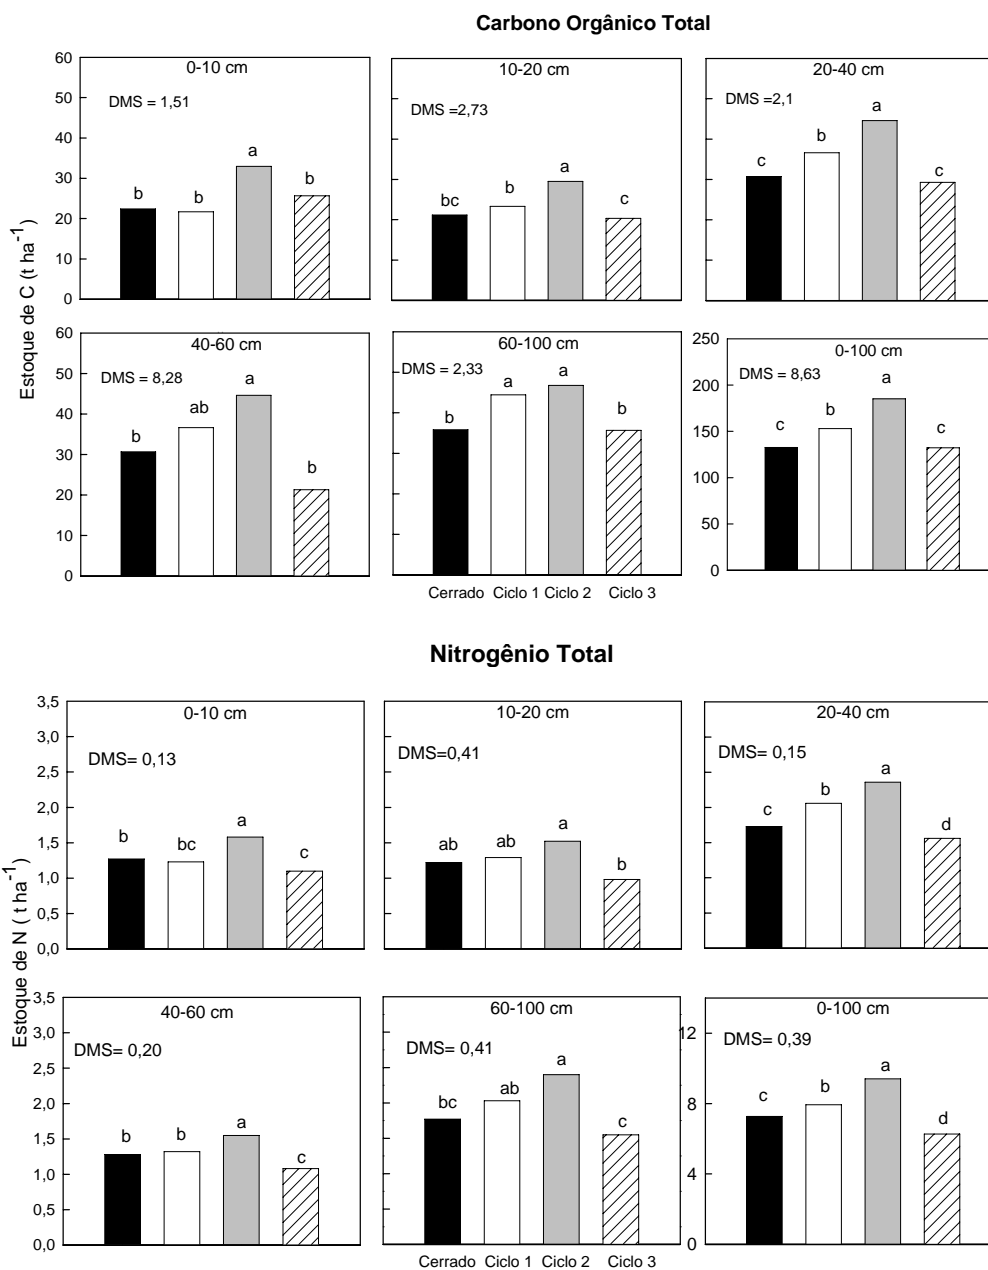 Carbono Orgânico Total
Estoque de C (t ha⁻¹)
60
50
40
30
20
10
0
0-10 cm
DMS = 1,51
b
b
a
b
10-20 cm
DMS =2,73
bc
b
a
c
20-40 cm
DMS =2,1
c
b
a
c
60
50
40
30
20
10
0
40-60 cm
DMS = 8,28
b
ab
a
b
60-100 cm
DMS = 2,33
b
a
a
b
Cerrado Ciclo 1 Ciclo 2 Ciclo 3
250
200
150
100
50
0
0-100 cm
DMS = 8,63
c
b
a
c
Nitrogênio Total
Estoque de N ( t ha⁻¹)
3,5
3,0
2,5
2,0
1,5
1,0
0,5
0,0
0-10 cm
DMS= 0,13
b
bc
a
c
10-20 cm
DMS=0,41
ab
ab
a
b
20-40 cm
DMS= 0,15
c
b
a
d
3,5
3,0
2,5
2,0
1,5
1,0
0,5
0,0
40-60 cm
DMS= 0,20
b
b
a
c
60-100 cm
DMS= 0,41
bc
ab
a
c
Cerrado Ciclo 1 Ciclo 2 Ciclo 3
12
8
4
0
0-100 cm
DMS= 0,39
c
b
a
d